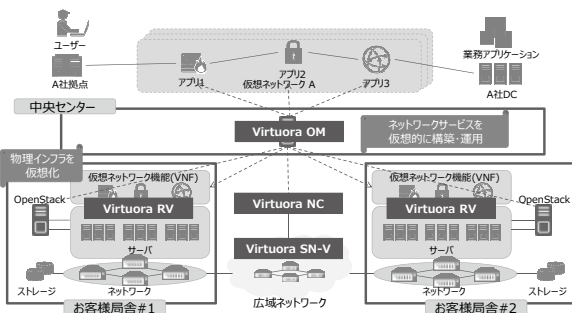 ユーザー
A社拠点
アプリ1
アプリ2
仮想ネットワーク A
アプリ3
業務アプリケーション
A社DC
中央センター
Virtuora OM
ネットワークサービスを
仮想的に構築・運用
物理インフラを
仮想化
仮想ネットワーク機能(VNF)
OpenStack
Virtuora RV
サーバ
ストレージ
ネットワーク
お客様局舎#1
Virtuora NC
Virtuora SN-V
広域ネットワーク
仮想ネットワーク機能(VNF)
OpenStack
Virtuora RV
サーバ
ネットワーク
ストレージ
お客様局舎#2